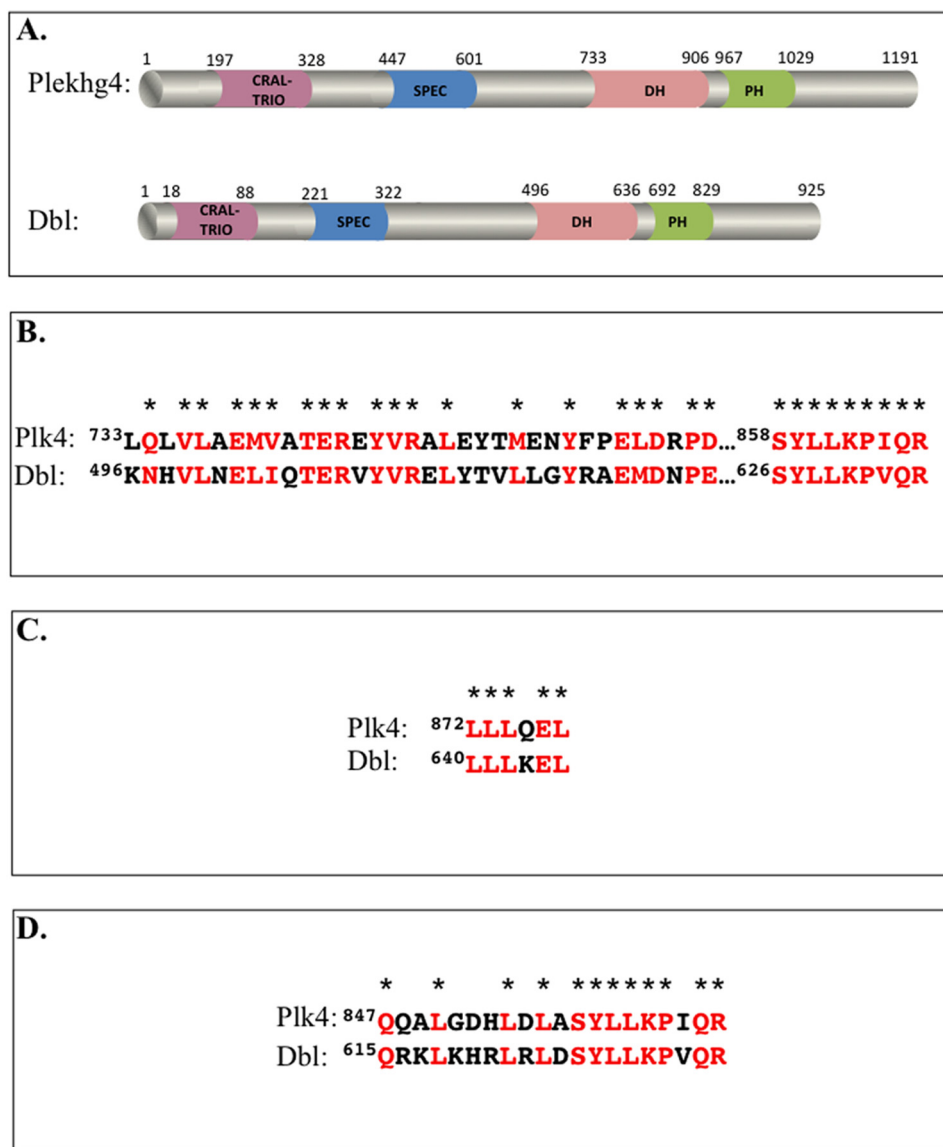 A.
1 197 328 447 601 733 906 967 1029 1191
Plekhg4: CRAL-TRIO SPEC DH PH
1 18 88 221 322 496 636 692 829 925
Dbl: CRAL-TRIO SPEC DH PH
B.
* ** *** *** *** * * * *** ** *********
Plk4: 733LQLVLAEMVATEREYVRALEYTMENYFPELDRPD…858SYLLKPIQR
Dbl: 496KNHVLNELIQTERVYVRELYTVLLGYRAEMDNPE…626SYLLKPVQR
C.
*** **
Plk4: 872LLLQEL
Dbl: 640LLLKEL
D.
* * * * ****** **
Plk4: 847QQALGDHLDLASYLLKPIQR
Dbl: 615QRKLKHRLRLDSYLLKPVQR